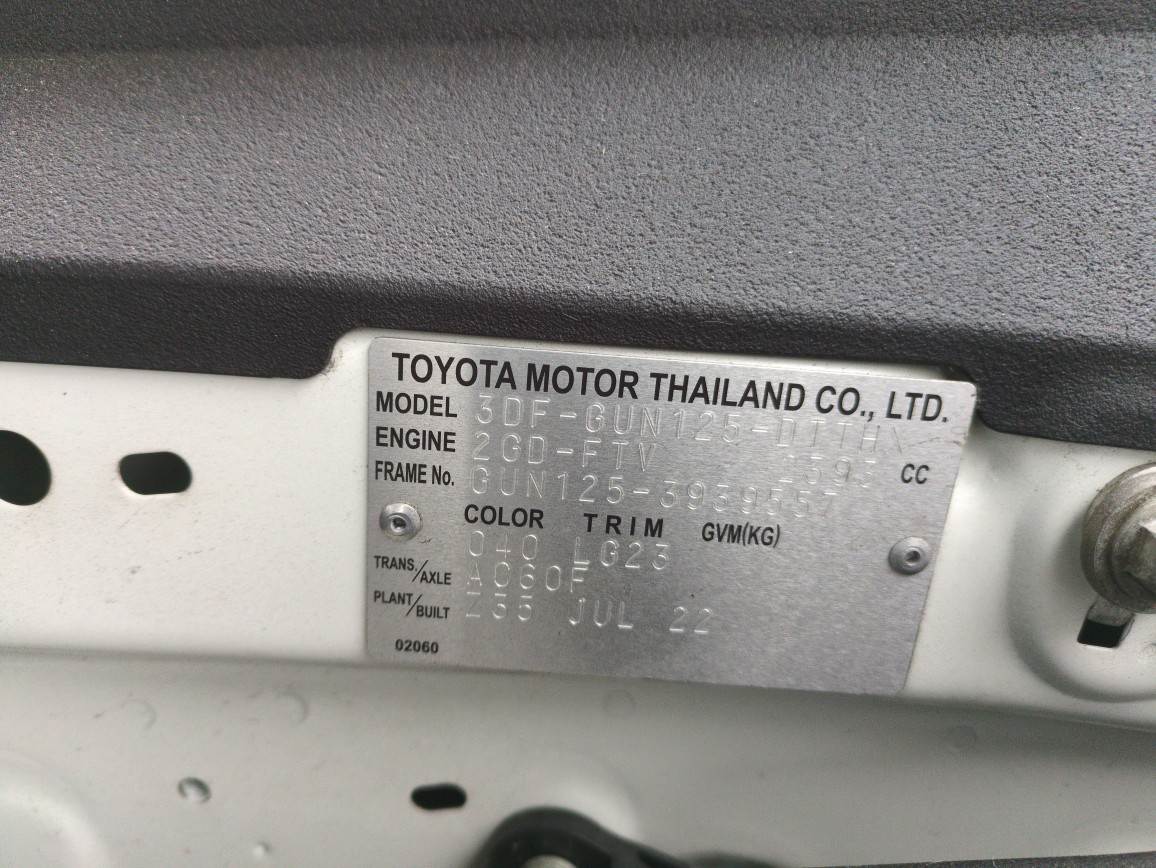 TOYOTA MOTOR THAILAND CO., LTD.
MODEL 3DF-GUN125-DTTHX
ENGINE 2GD-FTV 2393 CC
FRAME No. GUN125-3939557
COLOR TRIM GVM(KG)
040 LG23
TRANS./AXLE AC60F
PLANT/BUILT Z35 JUL 22
02060